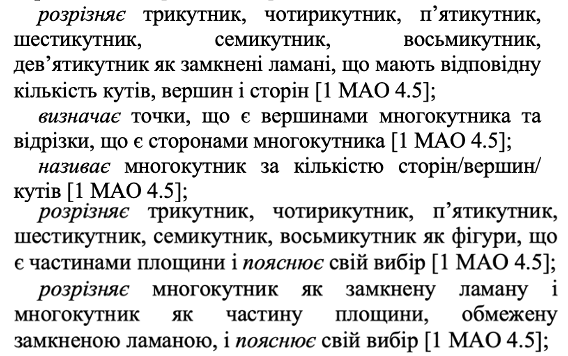 розрізняє трикутник, чотирикутник, п’ятикутник,
шестикутник, семикутник, восьмикутник,
дев’ятикутник як замкнені ламані, що мають відповідну
кількість кутів, вершин і сторін [1 МАО 4.5];
визначає точки, що є вершинами многокутника та
відрізки, що є сторонами многокутника [1 МАО 4.5];
називає многокутник за кількістю сторін/вершин/
кутів [1 МАО 4.5];
розрізняє трикутник, чотирикутник, п’ятикутник,
шестикутник, семикутник, восьмикутник як фігури, що
є частинами площини і пояснює свій вибір [1 МАО 4.5];
розрізняє многокутник як замкнену ламану і
многокутник як частину площини, обмежену
замкненою ламаною, і пояснює свій вибір [1 МАО 4.5];